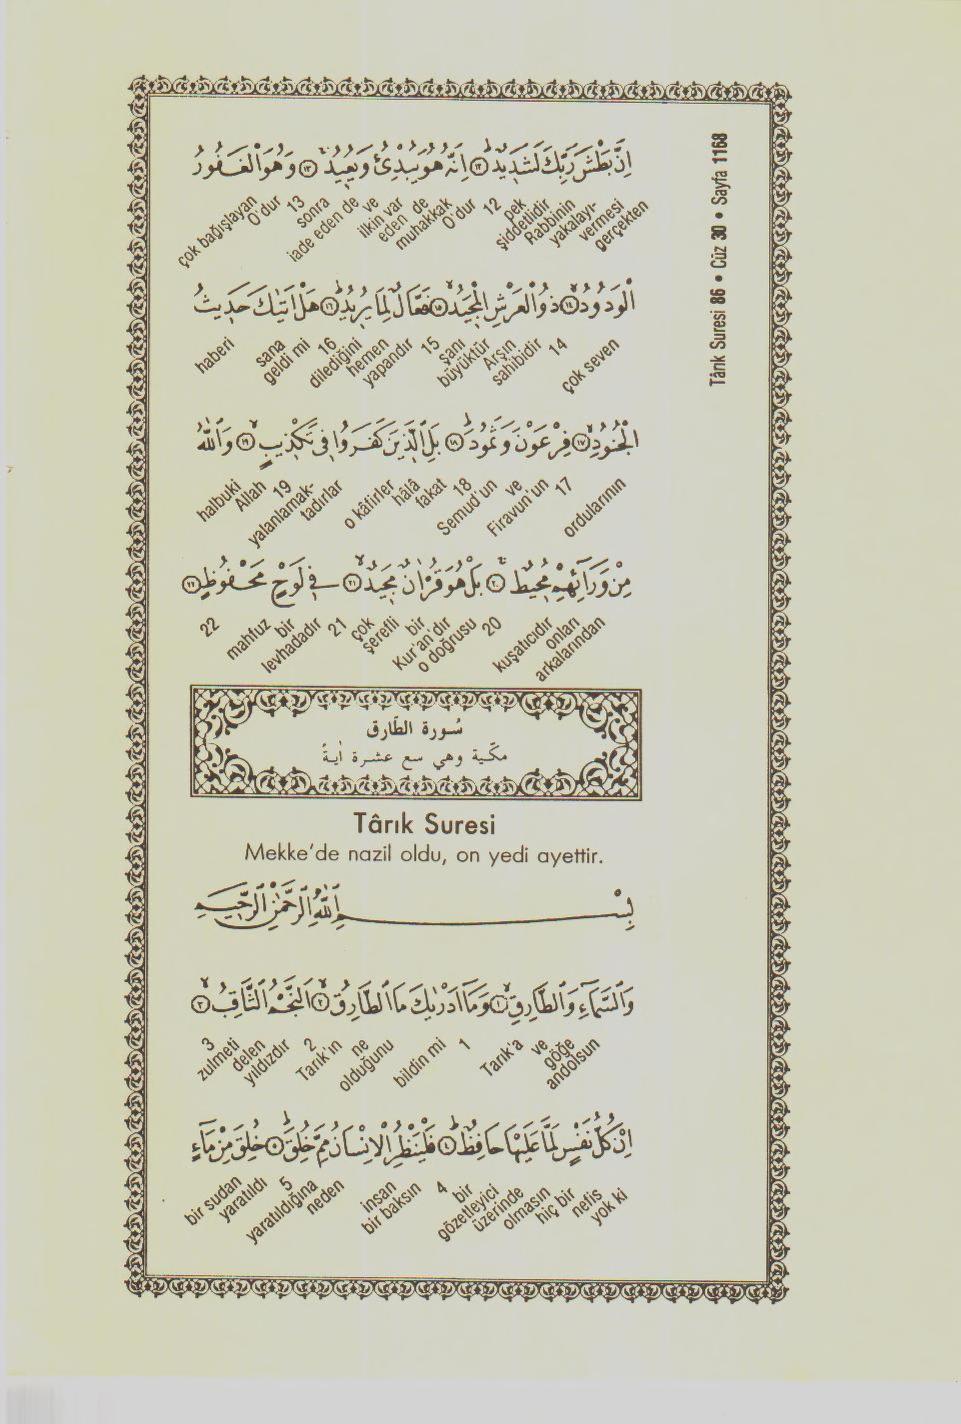 Târık Suresi 86 • Cüz 30 • Sayfa 1168
اِنَّ بَطْشَ رَبِّكَ لَشَدٖيدٌ ﴿١٢﴾ اِنَّهُ هُوَ يُبْدِئُ وَيُعٖيدُ ﴿١٣﴾ وَهُوَ الْغَفُورُ
gerçekten yakalayı- vermesi Rabbinin pek şiddetlidir 12 muhakkak O'dur ilkin var eden de ve sonra iade eden de 13 O'dur çok bağışlayan
الْوَدُودُ ﴿١٤﴾ ذُو الْعَرْشِ الْمَجٖيدُ ﴿١٥﴾ فَعَّالٌ لِمَا يُرٖيدُ ﴿١٦﴾ هَلْ اَتٰيكَ حَدٖيثُ
çok seven 14 Arşın sahibidir şanı büyüktür 15 hemen yapandır dilediğini 16 sana geldi mi haberi
الْجُنُودِ ﴿١٧﴾ فِرْعَوْنَ وَثَمُودَ ﴿١٨﴾ بَلِ الَّذٖينَ كَفَرُوا فٖى تَكْذٖيبٍ ﴿١٩﴾ وَاللّٰهُ
ordularının 17 Firavun'un ve Semud'un 18 fakat hâlâ o kâfirler yalanlamak- tadırlar 19 halbuki Allah
مِنْ وَرَٓائِهِمْ مُحٖيطٌ ﴿٢٠﴾ بَلْ هُوَ قُرْاٰنٌ مَجٖيدٌ ﴿٢١﴾ فٖى لَوْحٍ مَحْفُوظٍ ﴿٢٢﴾
arkalarından onları kuşatıcıdır 20 o doğrusu bir Kur'an'dır çok şerefli 21 bir levhadadır mahfuz 22
سُورة الطّارق
مكّية وهي سبع عشرة اٰية
Târık Suresi
Mekke'de nazil oldu, on yedi ayettir.
بِسْمِ اللّٰهِ الرَّحْمٰنِ الرَّحٖيمِ
وَالسَّمَٓاءِ وَالطَّارِقِ ﴿١﴾ وَمَٓا اَدْرٰيكَ مَا الطَّارِقُ ﴿٢﴾ اَلنَّجْمُ الثَّاقِبُ ﴿٣﴾
göğe andolsun ve Tarık'a 1 bildin mi ne olduğunu Tarık'ın 2 yıldızdır zulmeti delen 3
اِنْ كُلُّ نَفْسٍ لَمَّا عَلَيْهَا حَافِظٌ ﴿٤﴾ فَلْيَنْظُرِ الْاِنْسَانُ مِمَّ خُلِقَ ﴿٥﴾ خُلِقَ مِنْ مَٓاءٍ
yok ki hiç bir nefis olmasın üzerinde bir gözetleyici 4 bir baksın insan neden yaratıldığına 5 yaratıldı bir sudan